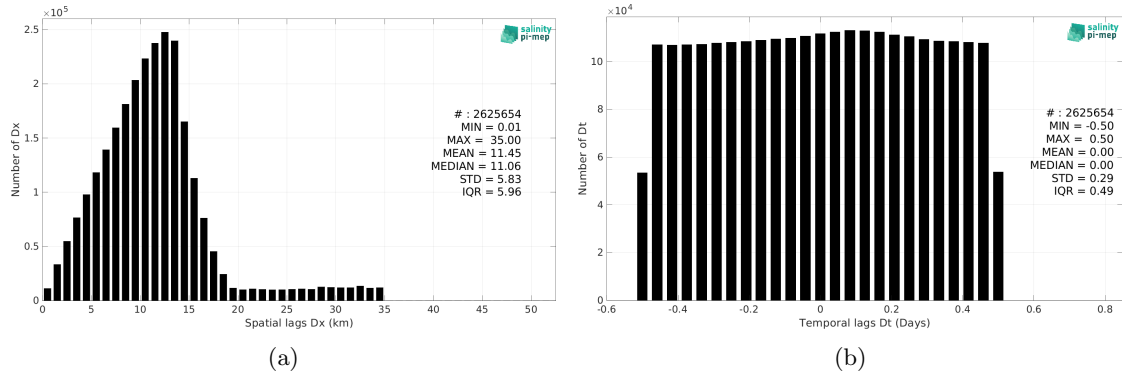 ×10⁵
2.5
2
1.5
1
0.5
0
Number of Dx
salinity
pi-mep
# : 2625654
MIN = 0.01
MAX = 35.00
MEAN = 11.45
MEDIAN = 11.06
STD = 5.83
IQR = 5.96
0 5 10 15 20 25 30 35 40 45 50
Spatial lags Dx (km)
(a)
×10⁴
10
8
6
4
2
0
Number of Dt
salinity
pi-mep
# : 2625654
MIN = -0.50
MAX = 0.50
MEAN = 0.00
MEDIAN = 0.00
STD = 0.29
IQR = 0.49
-0.6 -0.4 -0.2 0 0.2 0.4 0.6 0.8
Temporal lags Dt (Days)
(b)